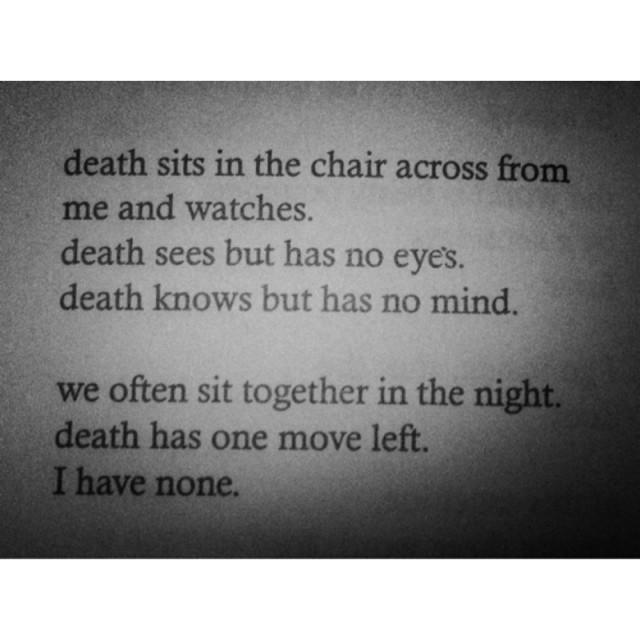 death sits in the chair across from
me and watches.
death sees but has no eyes.
death knows but has no mind.
we often sit together in the night.
death has one move left.
I have none.